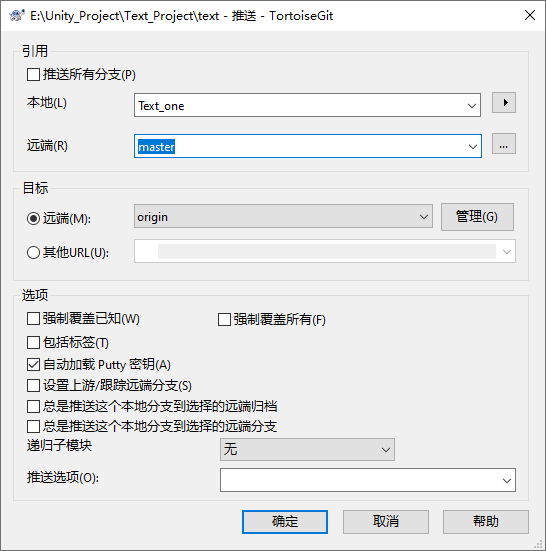 E:\Unity_Project\Text_Project\text - 推送 - TortoiseGit
引用
推送所有分支(P)
本地(L) Text_one
远端(R) master ...
目标
远端(M): origin 管理(G)
其他URL(U):
选项
强制覆盖已知(W) 强制覆盖所有(F)
包括标签(T)
自动加载 Putty 密钥(A)
设置上游/跟踪远端分支(S)
总是推送这个本地分支到选择的远端归档
总是推送这个本地分支到选择的远端分支
递归子模块 无
推送选项(O):
确定 取消 帮助